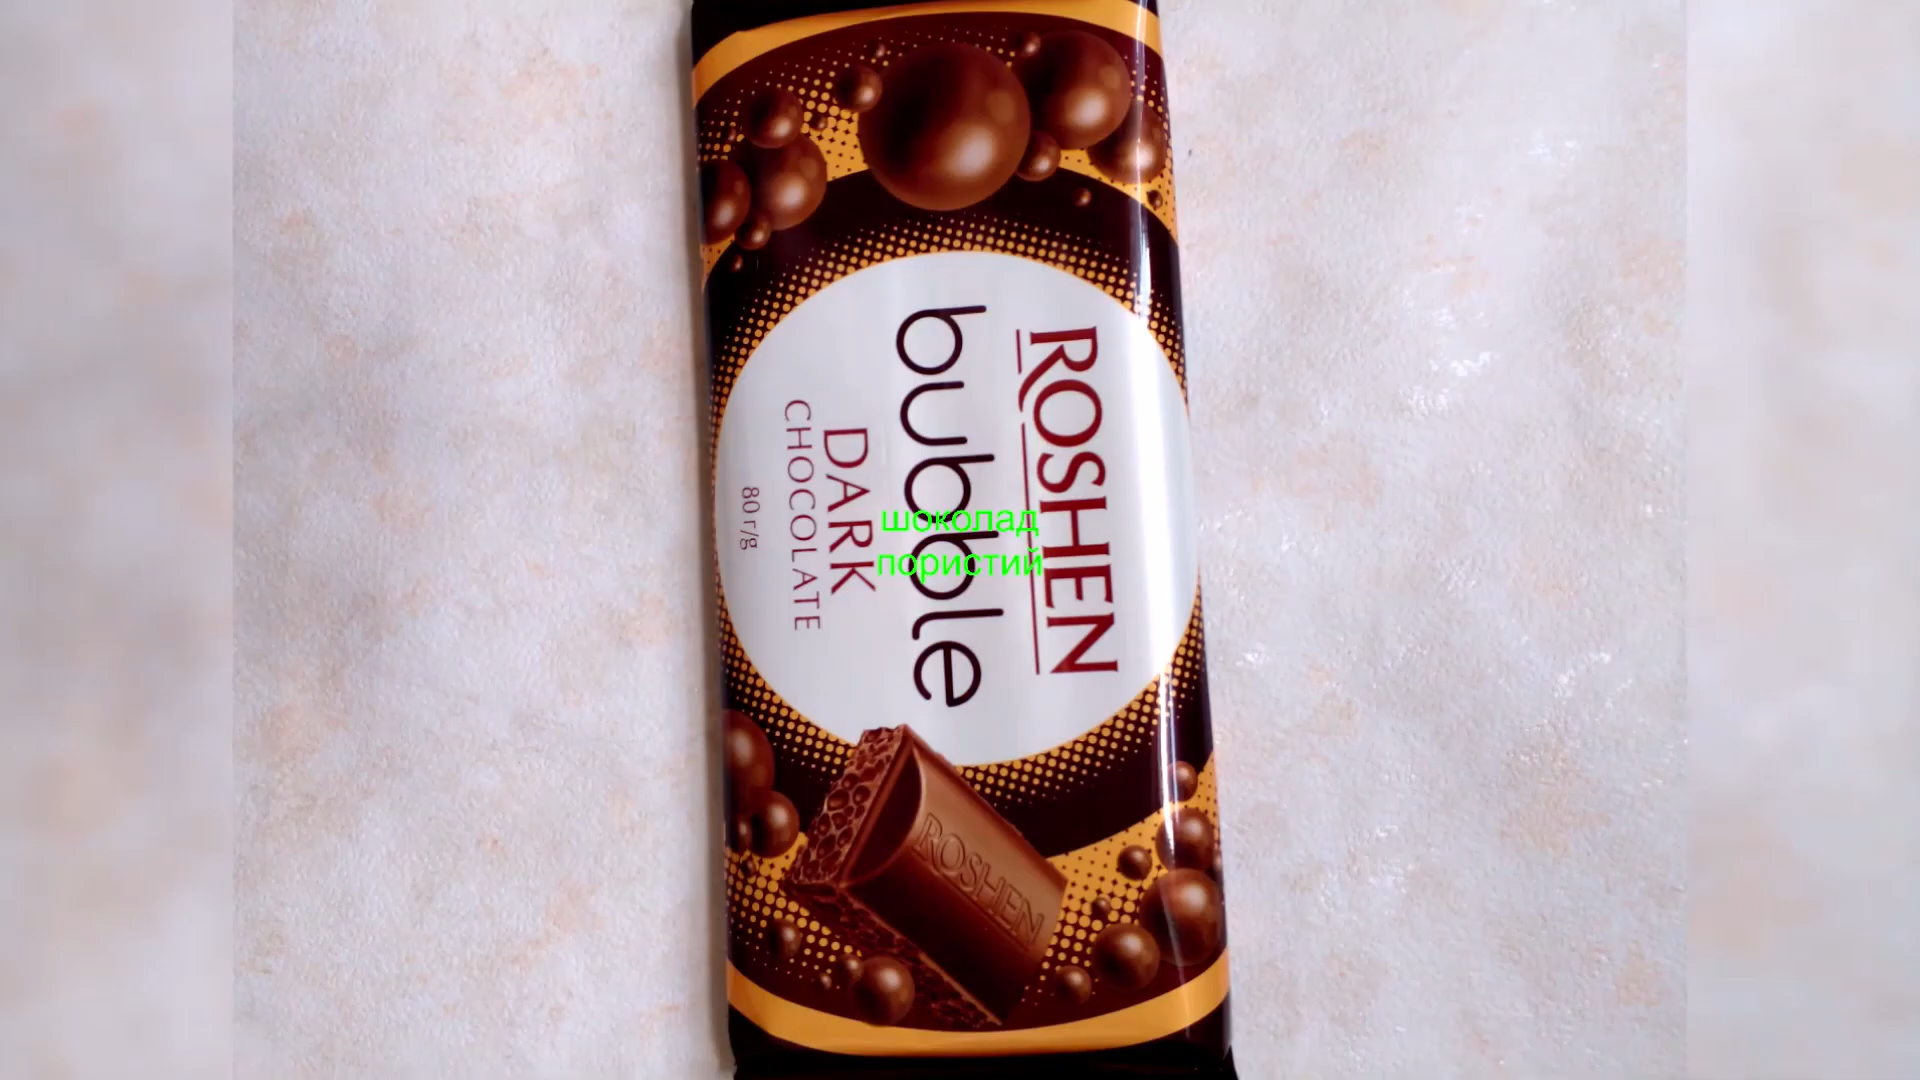 ROSHEN
bubble
DARK
CHOCOLATE
80 г/g
шоколад
пористий
ROSHEN